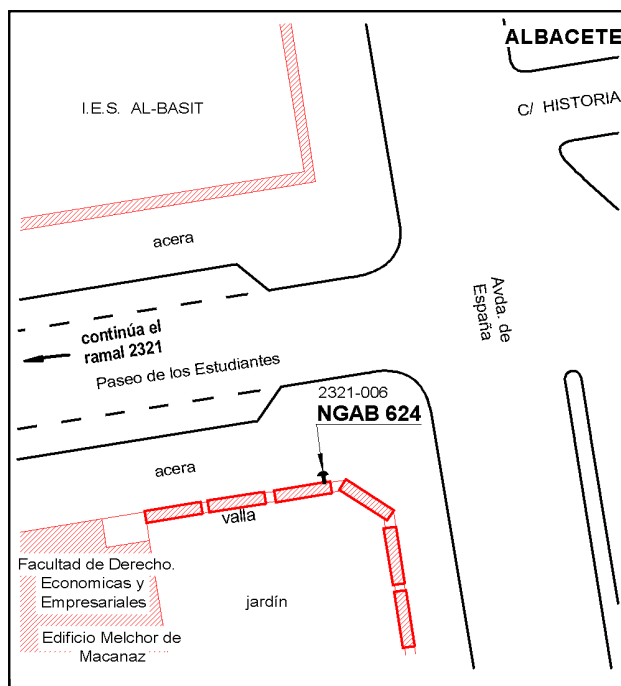 ALBACETE
C/ HISTORIA
I.E.S. AL-BASIT
acera
Avda. de
España
continúa el
ramal 2321
Paseo de los Estudiantes
2321-006
NGAB 624
acera
valla
Facultad de Derecho.
Economicas y
Empresariales
jardín
Edificio Melchor de
Macanaz